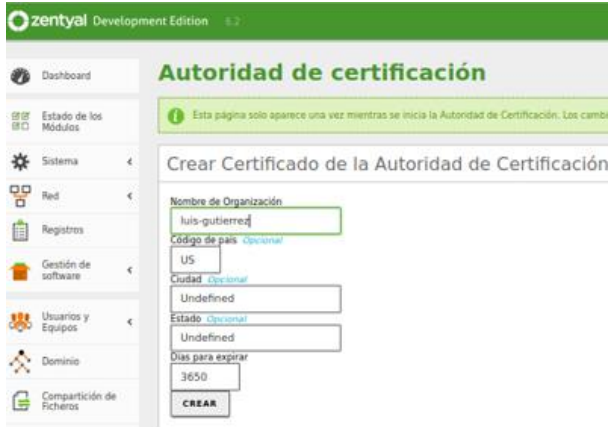 zentyal Development Edition 6.2
Dashboard
Estado de los
Módulos
Sistema
Red
Registros
Gestión de
software
Usuarios y
Equipos
Dominio
Compartición de
Ficheros
Autoridad de certificación
Esta página solo aparece una vez mientras se inicia la Autoridad de Certificación. Los camb
Crear Certificado de la Autoridad de Certificación
Nombre de Organización
luis-gutierrez
Código de país Opcional
US
Ciudad Opcional
Undefined
Estado Opcional
Undefined
Días para expirar
3650
CREAR